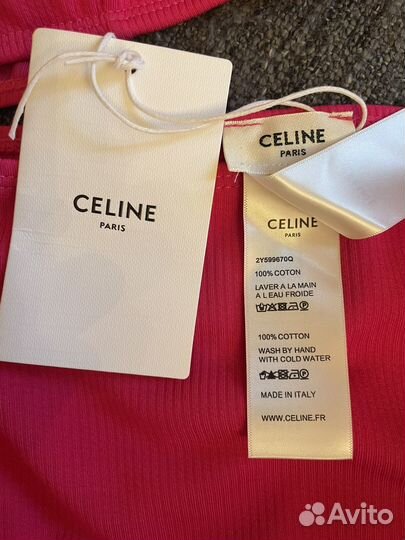 CELINE
PARIS
CELINE
PARIS
CELINE
PARIS
2Y599670Q
100% COTON
LAVER A LA MAIN
A L'EAU FROIDE
100% COTTON
WASH BY HAND
WITH COLD WATER
MADE IN ITALY
WWW.CELINE.FR
Avito